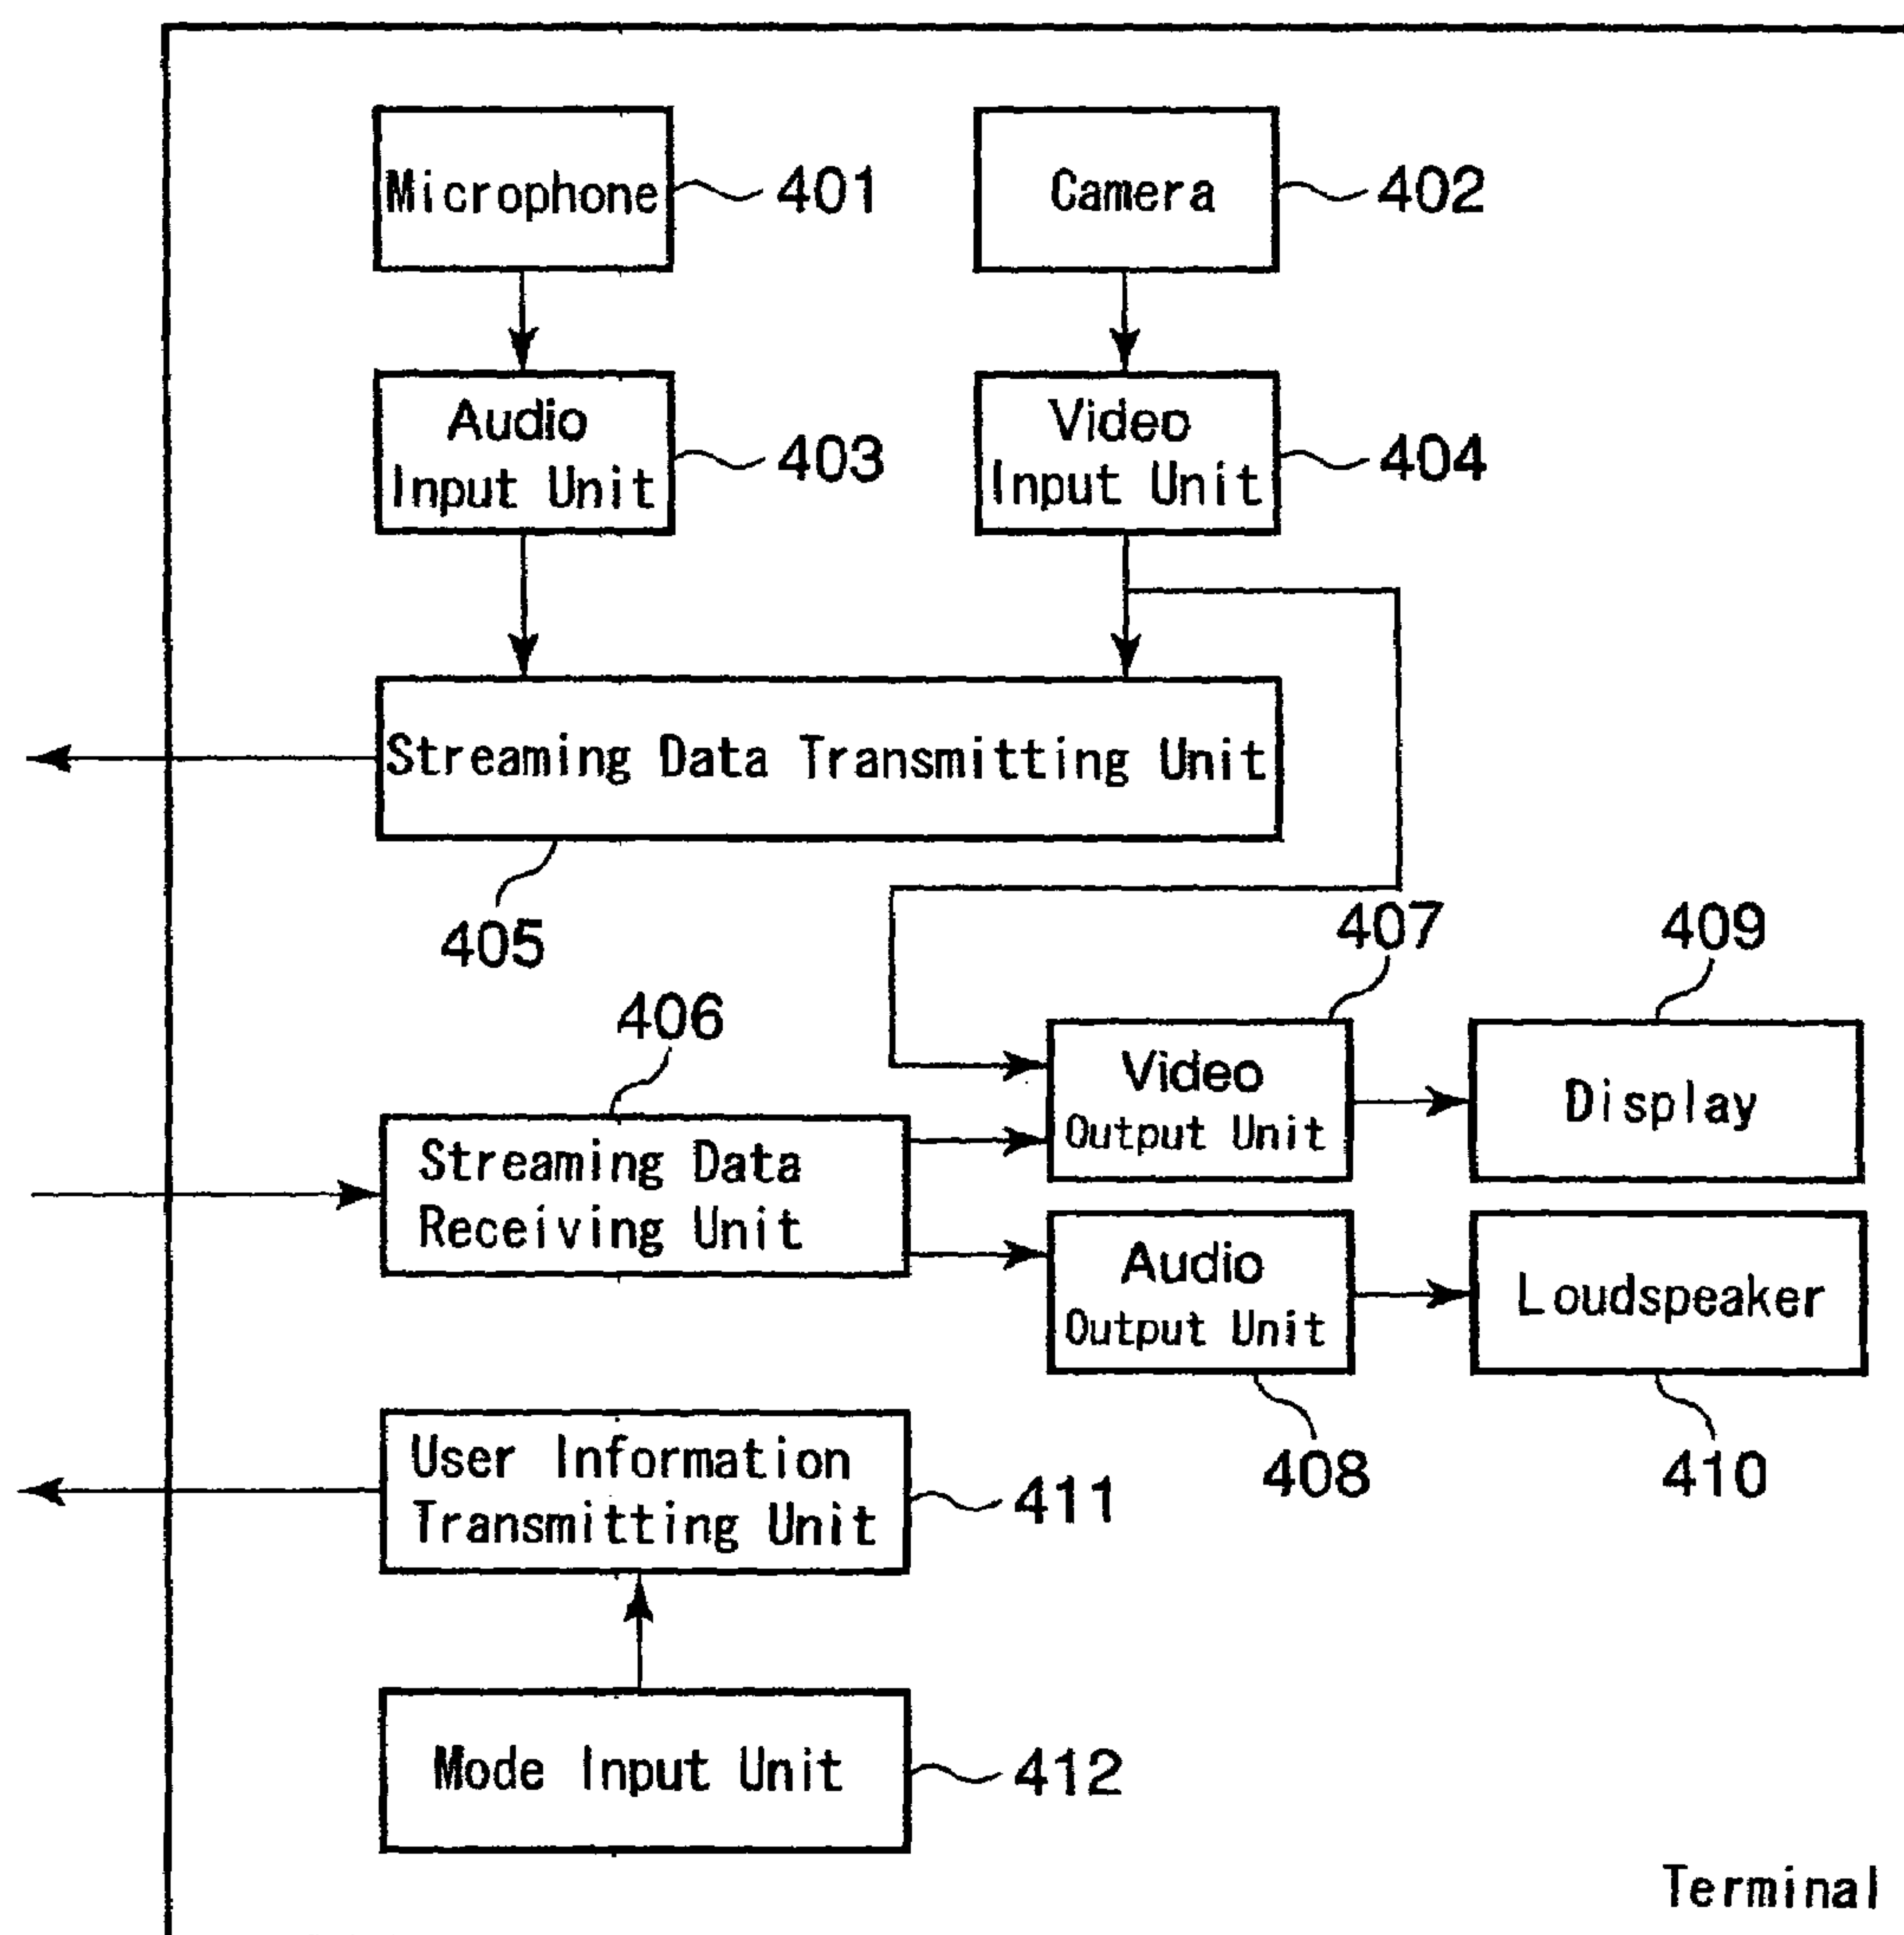 Microphone
401
Camera
402
Audio
Input Unit
403
Video
Input Unit
404
Streaming Data Transmitting Unit
405
406
407
409
Video
Output Unit
Display
Streaming Data
Receiving Unit
Audio
Output Unit
Loudspeaker
408
410
User Information
Transmitting Unit
411
Mode Input Unit
412
Terminal